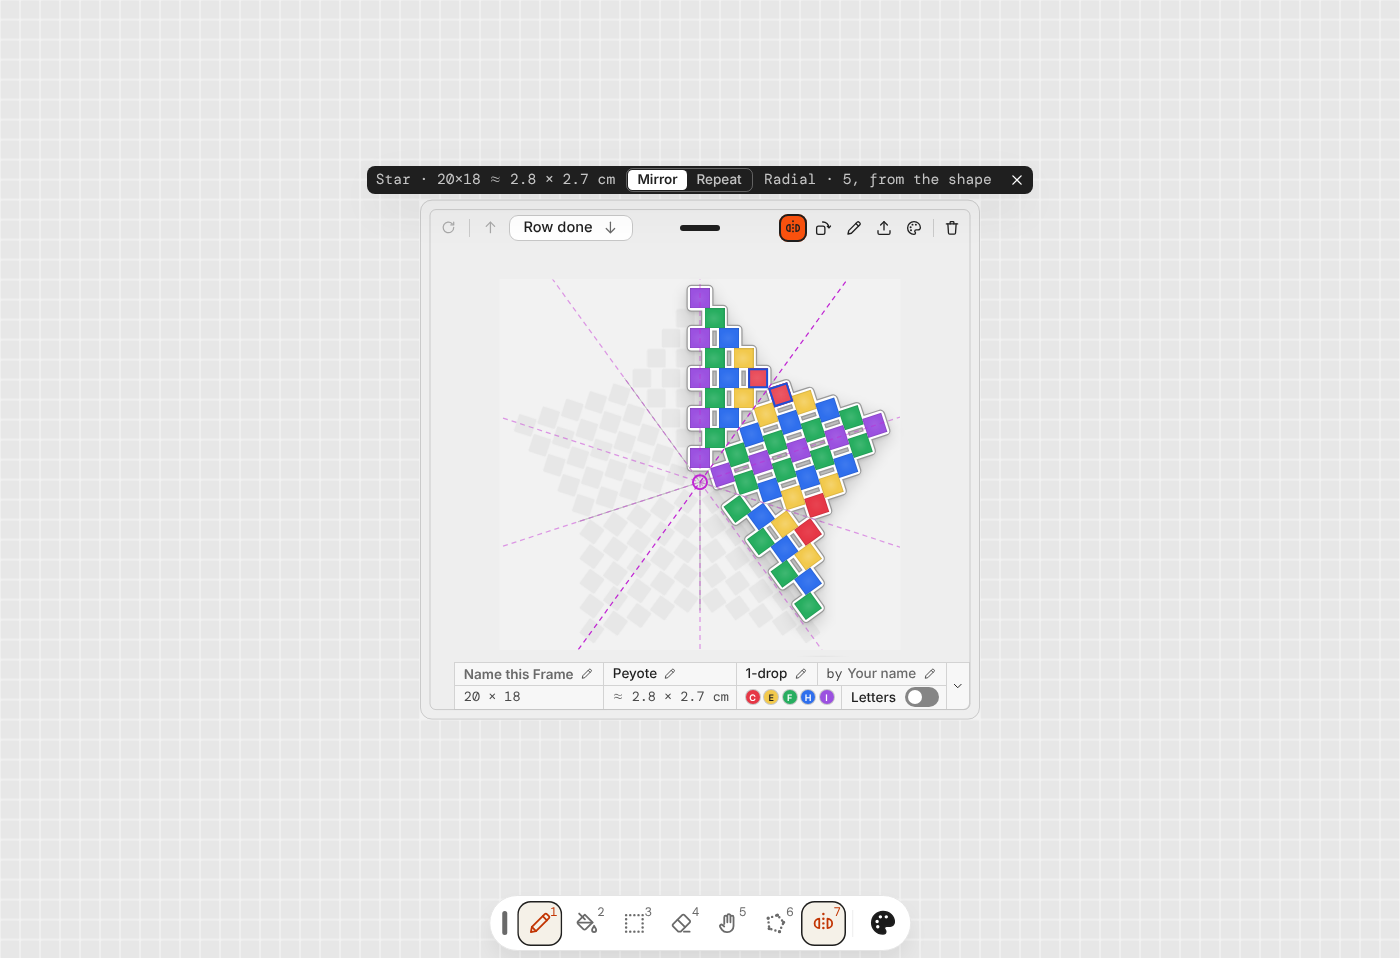 Star · 20×18 ≈ 2.8 × 2.7 cm Mirror Repeat Radial · 5, from the shape
Row done
Name this Frame Peyote 1-drop by Your name
20 × 18 ≈ 2.8 × 2.7 cm C E F H I Letters
1 2 3 4 5 6 7